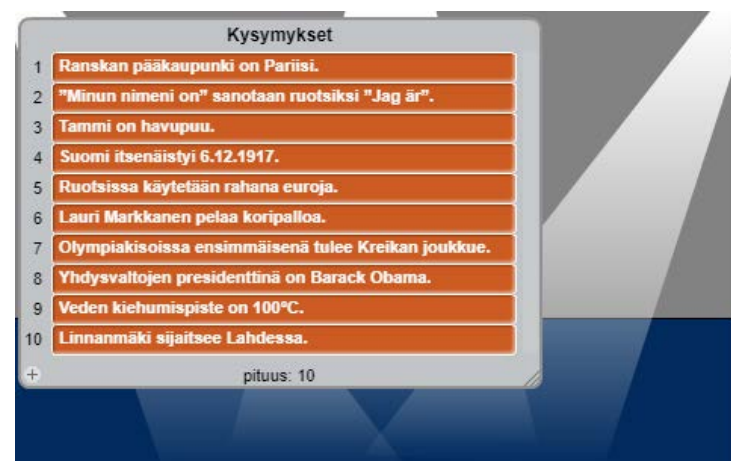 Kysymykset
1 Ranskan pääkaupunki on Pariisi.
2 "Minun nimeni on" sanotaan ruotsiksi "Jag är".
3 Tammi on havupuu.
4 Suomi itsenäistyi 6.12.1917.
5 Ruotsissa käytetään rahana euroja.
6 Lauri Markkanen pelaa koripalloa.
7 Olympiakisoissa ensimmäisenä tulee Kreikan joukkue.
8 Yhdysvaltojen presidenttinä on Barack Obama.
9 Veden kiehumispiste on 100ºC.
10 Linnanmäki sijaitsee Lahdessa.
+ pituus: 10